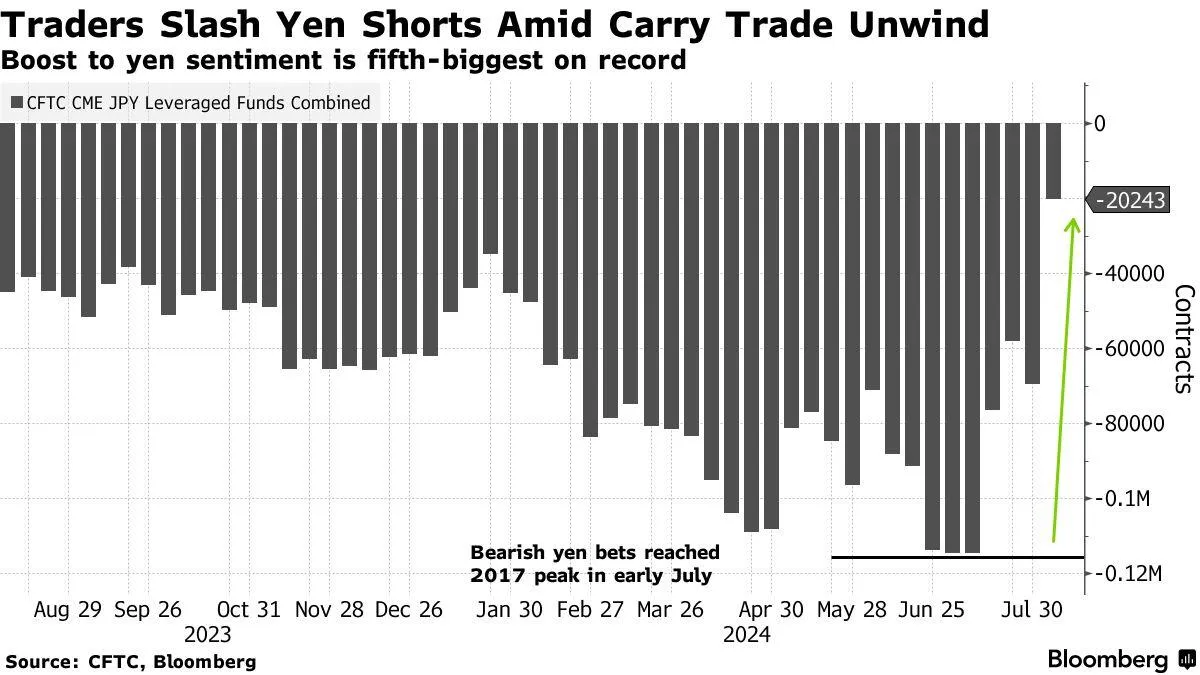 Traders Slash Yen Shorts Amid Carry Trade Unwind
Boost to yen sentiment is fifth-biggest on record
CFTC CME JPY Leveraged Funds Combined
0
-20243
-40000
-60000
-80000
-0.1M
-0.12M
Contracts
Bearish yen bets reached
2017 peak in early July
Aug 29 Sep 26 Oct 31 Nov 28 Dec 26 Jan 30 Feb 27 Mar 26 Apr 30 May 28 Jun 25 Jul 30
2023 2024
Source: CFTC, Bloomberg
Bloomberg